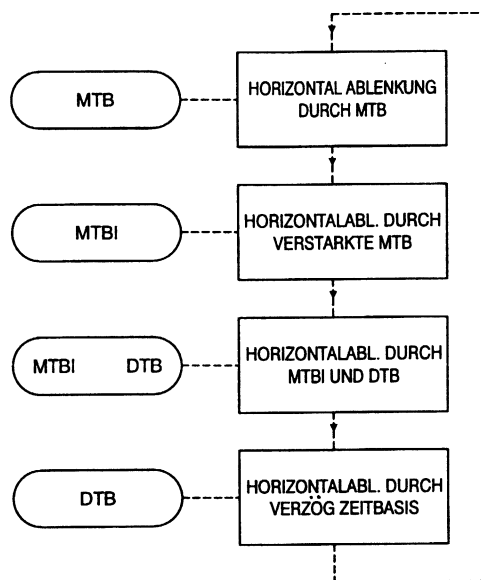 MTB
HORIZONTAL ABLENKUNG
DURCH MTB
MTBI
HORIZONTALABL. DURCH
VERSTARKTE MTB
MTBI DTB
HORIZONTALABL. DURCH
MTBI UND DTB
DTB
HORIZONTALABL. DURCH
VERZÖG ZEITBASIS